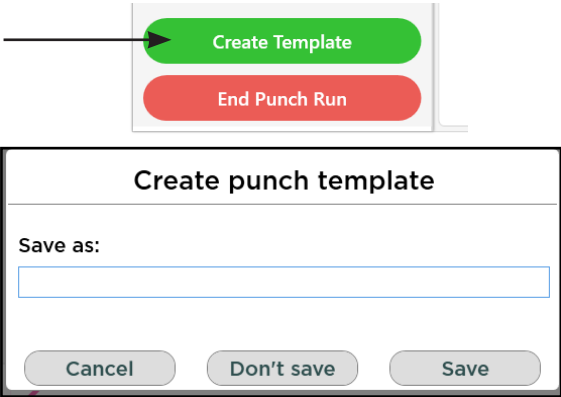 Create Template
End Punch Run
Create punch template
Save as:
Cancel Don't save Save